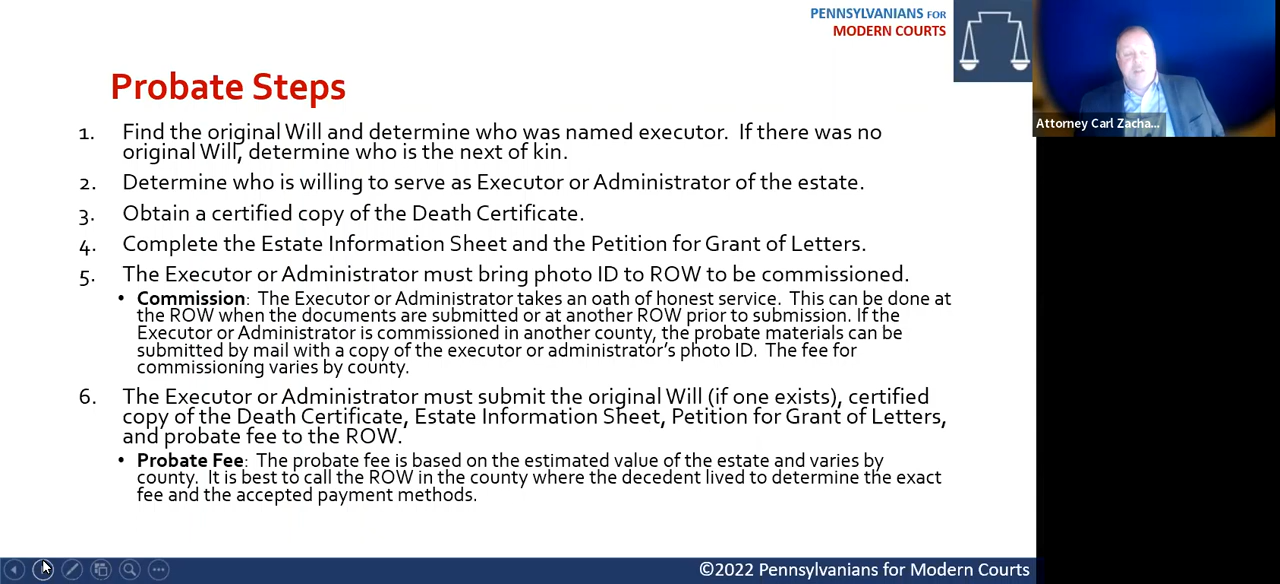 PENNSYLVANIANS FOR
MODERN COURTS
Attorney Carl Zacha...
Probate Steps
1. Find the original Will and determine who was named executor. If there was no
original Will, determine who is the next of kin.
2. Determine who is willing to serve as Executor or Administrator of the estate.
3. Obtain a certified copy of the Death Certificate.
4. Complete the Estate Information Sheet and the Petition for Grant of Letters.
5. The Executor or Administrator must bring photo ID to ROW to be commissioned.
• Commission: The Executor or Administrator takes an oath of honest service. This can be done at
the ROW when the documents are submitted or at another ROW prior to submission. If the
Executor or Administrator is commissioned in another county, the probate materials can be
submitted by mail with a copy of the executor or administrator's photo ID. The fee for
commissioning varies by county.
6. The Executor or Administrator must submit the original Will (if one exists), certified
copy of the Death Certificate, Estate Information Sheet, Petition for Grant of Letters,
and probate fee to the ROW.
• Probate Fee: The probate fee is based on the estimated value of the estate and varies by
county. It is best to call the ROW in the county where the decedent lived to determine the exact
fee and the accepted payment methods.
©2022 Pennsylvanians for Modern Courts